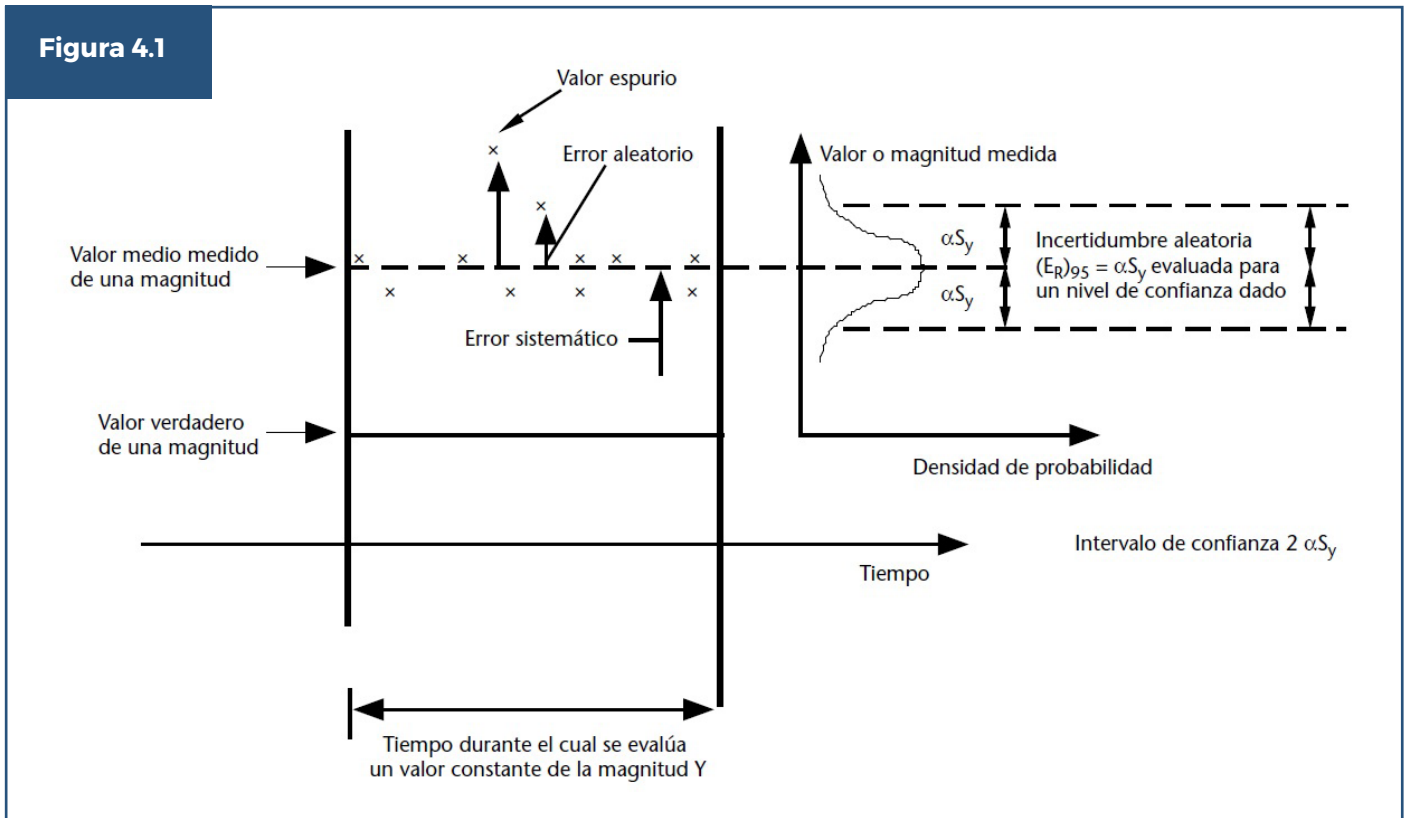 Figura 4.1
Valor espurio
Error aleatorio
Valor o magnitud medida
Valor medio medido
de una magnitud
αSy
αSy
Incertidumbre aleatoria
(ER)95 = αSy evaluada para
un nivel de confianza dado
Error sistemático
Valor verdadero
de una magnitud
Densidad de probabilidad
Tiempo
Intervalo de confianza 2 αSy
Tiempo durante el cual se evalúa
un valor constante de la magnitud Y